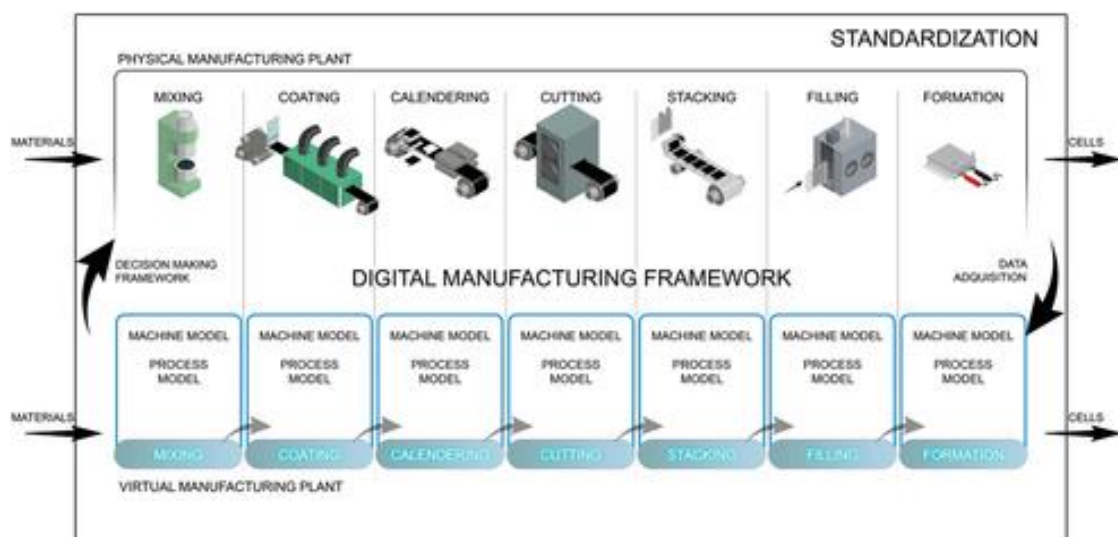 STANDARDIZATION
PHYSICAL MANUFACTURING PLANT
MIXING
COATING
CALENDERING
CUTTING
STACKING
FILLING
FORMATION
MATERIALS
CELLS
DECISION MAKING
FRAMEWORK
DIGITAL MANUFACTURING FRAMEWORK
DATA
ADQUISITION
MACHINE MODEL
PROCESS
MODEL
MACHINE MODEL
PROCESS
MODEL
MACHINE MODEL
PROCESS
MODEL
MACHINE MODEL
PROCESS
MODEL
MACHINE MODEL
PROCESS
MODEL
MACHINE MODEL
PROCESS
MODEL
MACHINE MODEL
PROCESS
MODEL
MATERIALS
CELLS
MIXING
COATING
CALENDERING
CUTTING
STACKING
FILLING
FORMATION
VIRTUAL MANUFACTURING PLANT